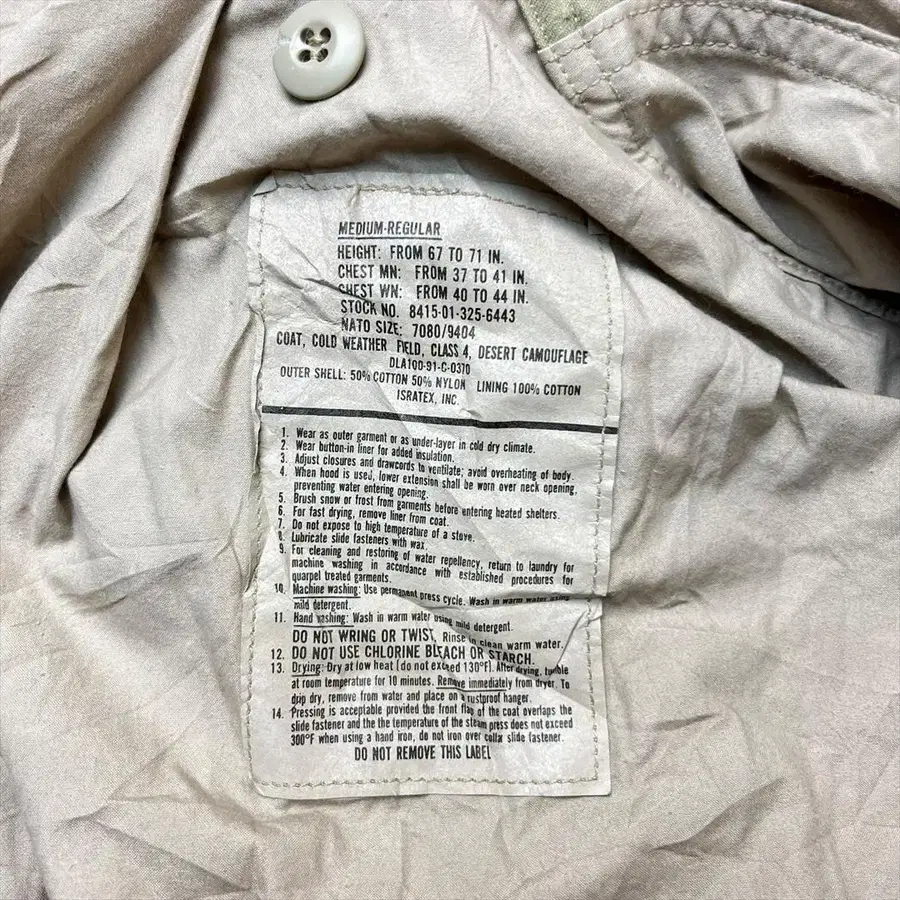 MEDIUM-REGULAR
HEIGHT: FROM 67 TO 71 IN.
CHEST MN: FROM 37 TO 41 IN.
CHEST WN: FROM 40 TO 44 IN.
STOCK NO. 8415-01-325-6443
NATO SIZE: 7080/9404
COAT, COLD WEATHER FIELD, CLASS 4, DESERT CAMOUFLAGE
DLA100-91-C-0370
OUTER SHELL: 50% COTTON 50% NYLON LINING 100% COTTON
ISRATEX, INC.
1. Wear as outer garment or as under-layer in cold dry climate.
2. Wear button-in liner for added insulation.
3. Adjust closures and drawcords to ventilate; avoid overheating of body.
4. When hood is used, lower extension shall be worn over neck opening,
preventing water entering opening.
5. Brush snow or frost from garments before entering heated shelters.
6. For fast drying, remove liner from coat.
7. Do not expose to high temperature of a stove.
8. Lubricate slide fasteners with wax.
9. For cleaning and restoring of water repellency, return to laundry for
machine washing in accordance with established procedures for
quarpel treated garments.
10. Machine washing: Use permanent press cycle. Wash in warm water using
mild detergent.
11. Hand washing: Wash in warm water using mild detergent.
DO NOT WRING OR TWIST, Rinse in clean warm water.
12. DO NOT USE CHLORINE BLEACH OR STARCH.
13. Drying: Dry at low heat (do not exceed 130°F). After drying, tumble
at room temperature for 10 minutes. Remove immediately from dryer. To
drip dry, remove from water and place on a rustproof hanger.
14. Pressing is acceptable provided the front flap of the coat overlaps the
slide fastener and the the temperature of the steam press does not exceed
300°F when using a hand iron, do not iron over collar slide fastener.
DO NOT REMOVE THIS LABEL